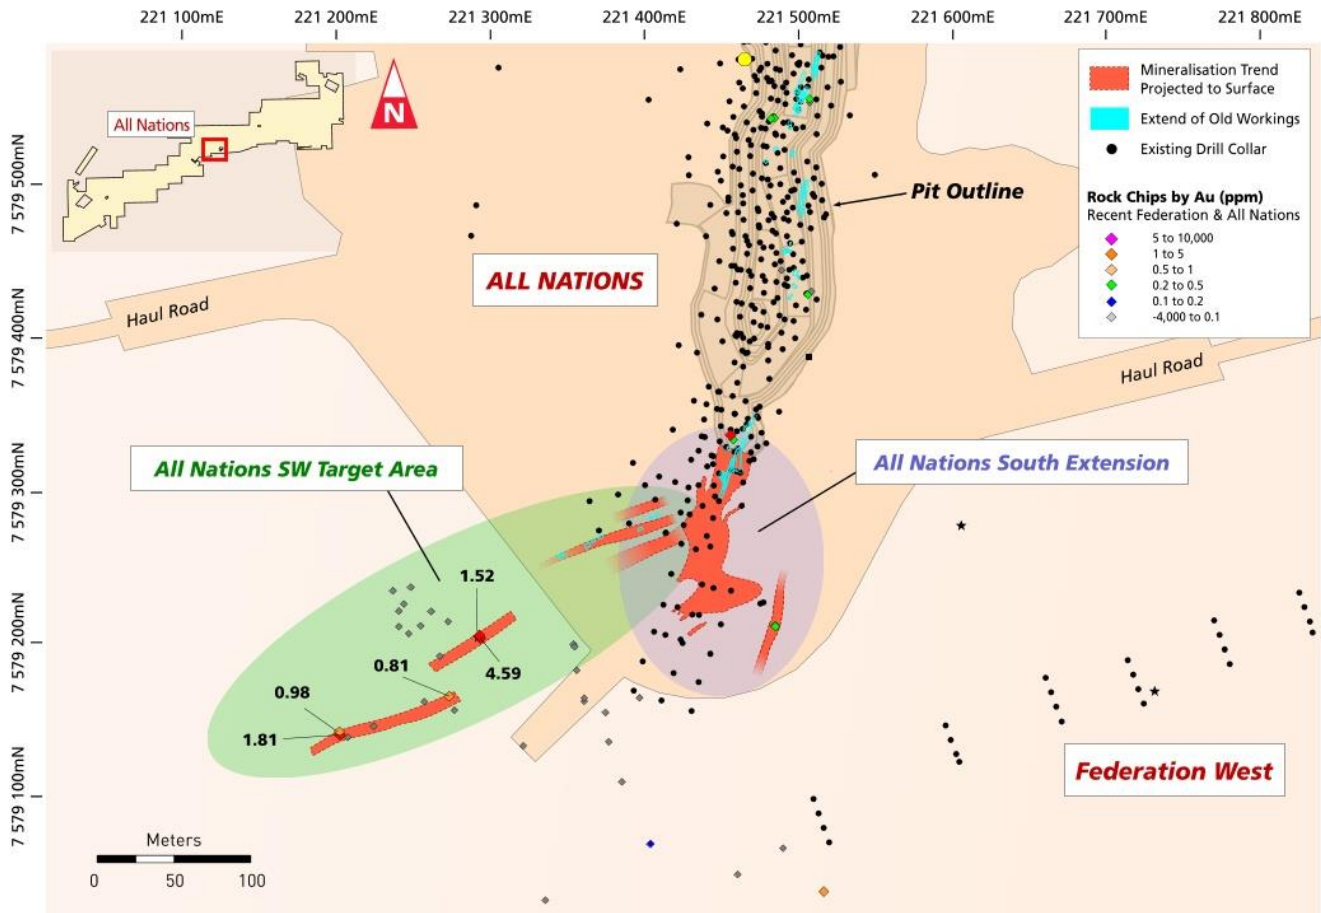 221 100mE
221 200mE
221 300mE
221 400mE
221 500mE
221 600mE
221 700mE
221 800mE
All Nations
N
Mineralisation Trend
Projected to Surface
Extend of Old Workings
Existing Drill Collar
Rock Chips by Au (ppm)
Recent Federation & All Nations
5 to 10,000
1 to 5
0.5 to 1
0.2 to 0.5
0.1 to 0.2
-4,000 to 0.1
7 579 500mN
Pit Outline
ALL NATIONS
Haul Road
7 579 400mN
Haul Road
All Nations SW Target Area
All Nations South Extension
7 579 300mN
1.52
7 579 200mN
0.81
4.59
0.98
1.81
Federation West
7 579 100mN
Meters
0
50
100